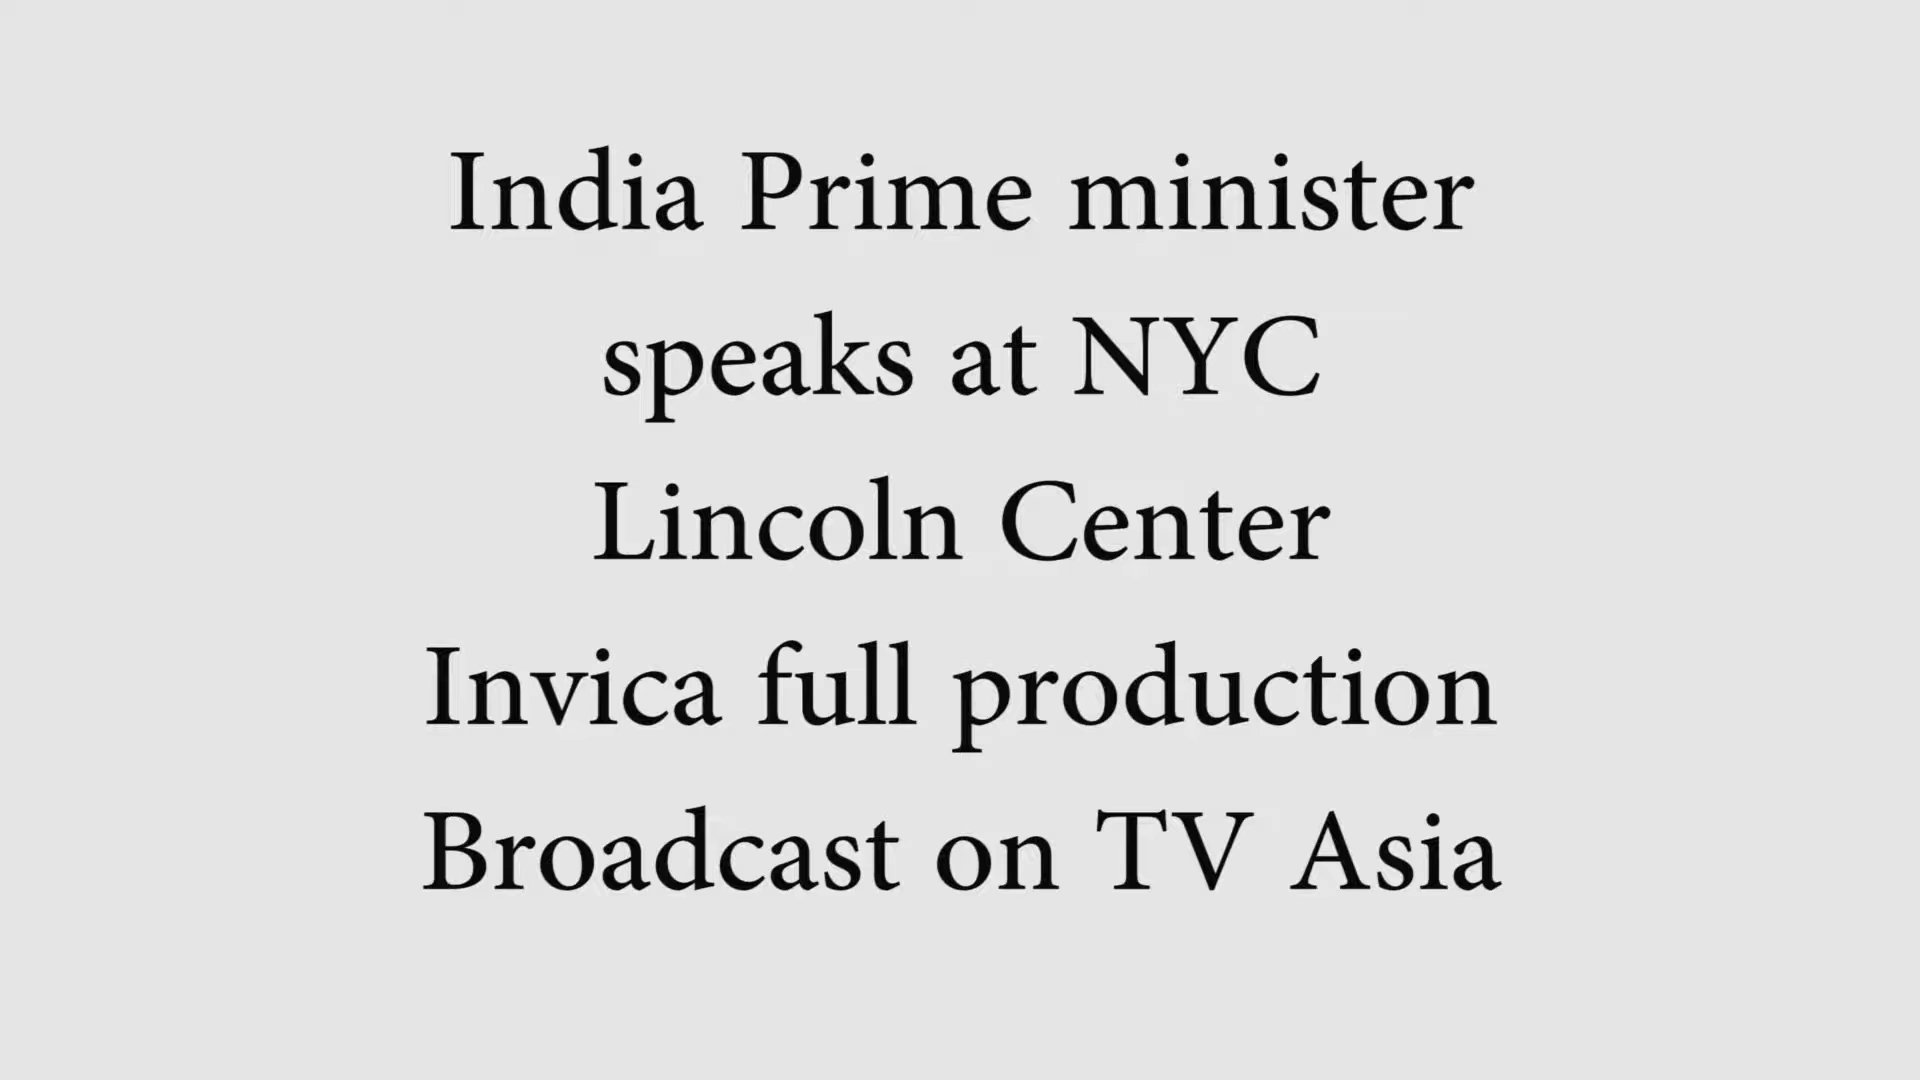 India Prime minister
speaks at NYC
Lincoln Center
Invica full production
Broadcast on TV Asia